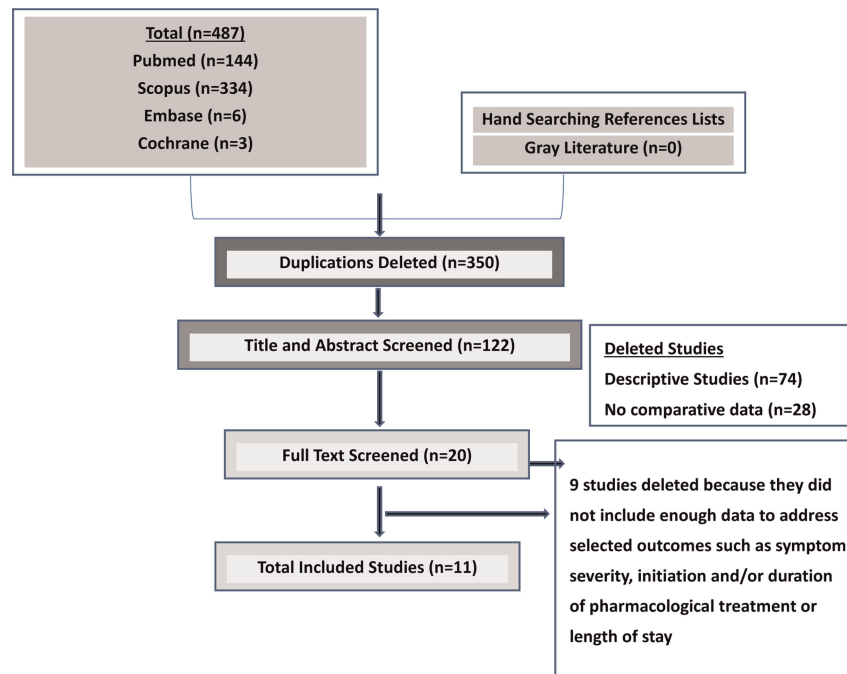 Total (n=487)
Pubmed (n=144)
Scopus (n=334)
Embase (n=6)
Cochrane (n=3)
Hand Searching References Lists
Gray Literature (n=0)
Duplications Deleted (n=350)
Title and Abstract Screened (n=122)
Deleted Studies
Descriptive Studies (n=74)
No comparative data (n=28)
Full Text Screened (n=20)
9 studies deleted because they did
not include enough data to address
selected outcomes such as symptom
severity, initiation and/or duration
of pharmacological treatment or
length of stay
Total Included Studies (n=11)